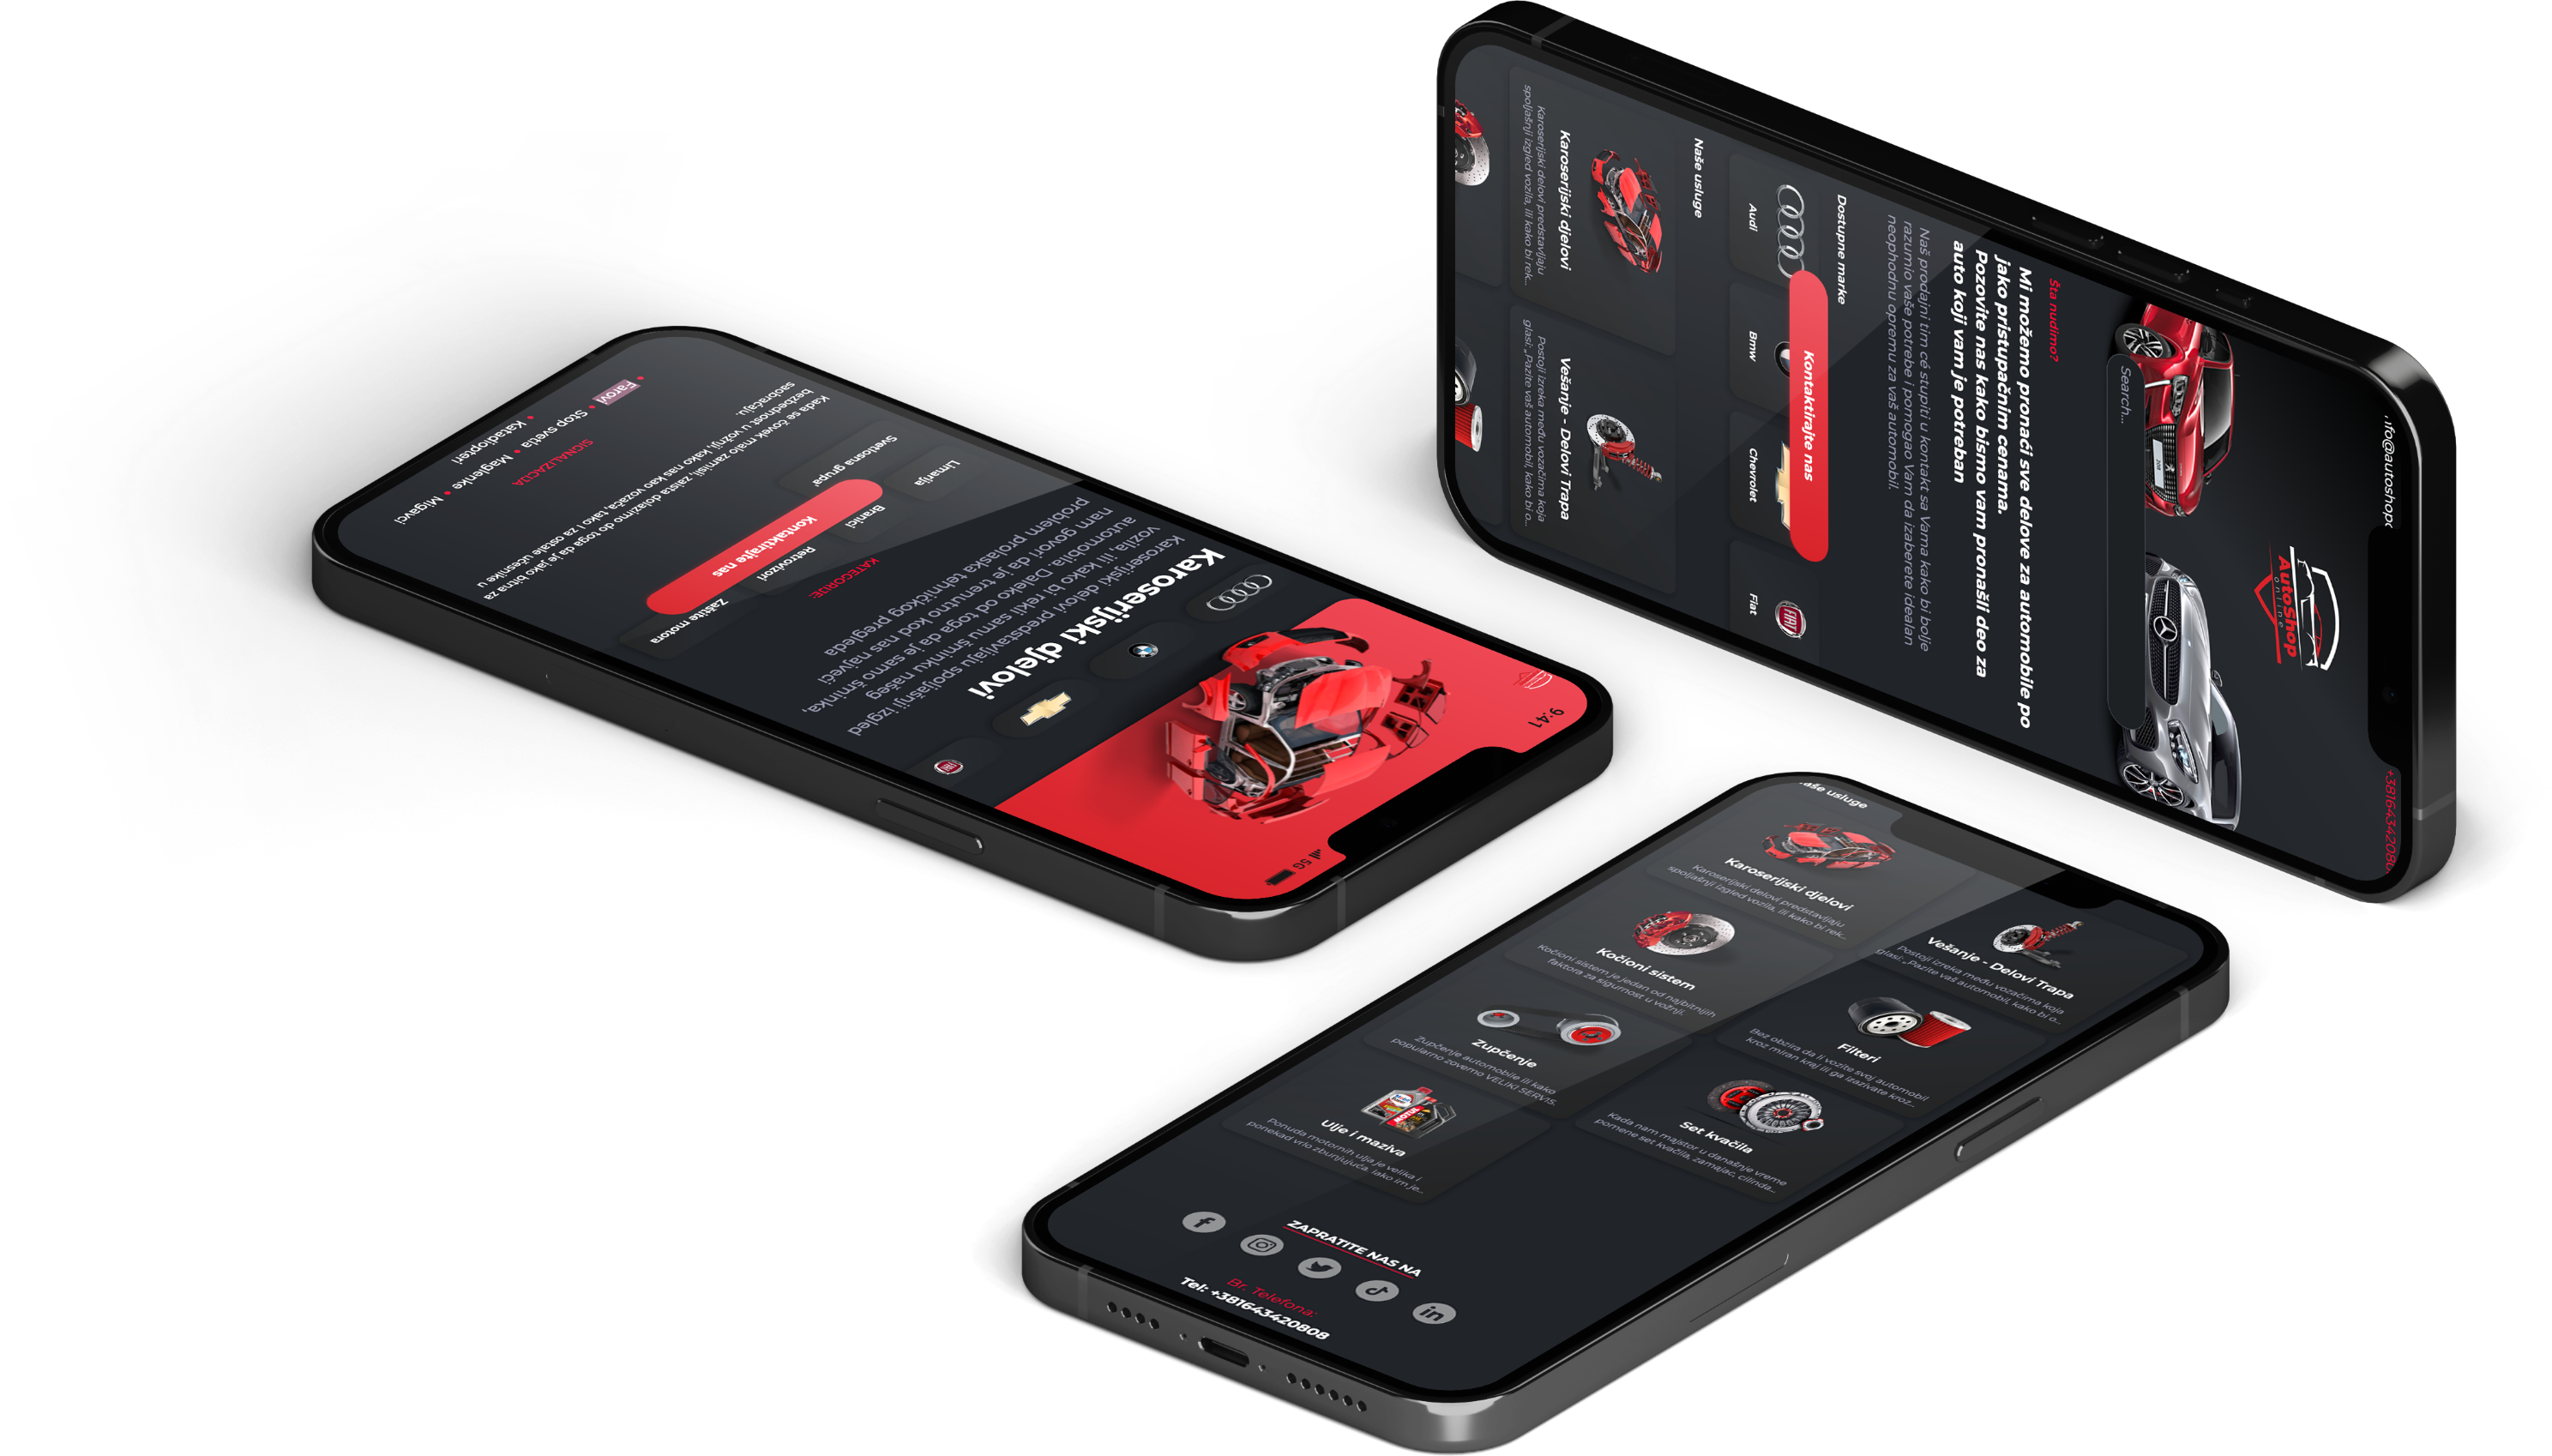 9:41
5G
Karoserijski djelovi
karoserijski delovi predstavljaju spoljašnji izgled
vozila, ili kako bi rekli samu šminku našeg
automobila. Daleko od toga da je samo šminka,
nam govori da je trenutno kod nas najveći
problem prolaska tehničkog pregleda
KATEGORIJE:
Limarija
Branici
Retrovizori
Zaštite motora
Svetlosna grupa
Kontaktirajte nas
Kada se čovek malo zamisli, zaista dolazimo do toga da je jako bitna za
bezbednost u vožnji, kako nas kao vozača, tako i za ostale učesnike u
saobraćaju.
SIGNALIZACIJA
• Farovi • Stop svetla • Maglenke • Migavci
• Katadiopteri
+3816434208
AutoShop
online
Search...
Šta nudimo?
Mi možemo pronaći sve delove za automobile po
jako pristupačnim cenama.
Pozovite nas kako bismo vam pronašli deo za
auto koji vam je potreban
Naš prodajni tim će stupiti u kontakt sa Vama kako bi bolje
razumio vaše potrebe i pomogao Vam da izaberete idealan
neophodnu opremu za vaš automobil.
Dostupne marke
Kontaktirajte nas
Audi
Bmw
Chevrolet
FIAT
Fiat
Naše usluge
Karoserijski djelovi
Karoserijski delovi predstavljaju
spoljašnji izgled vozila, ili kako bi rek...
Vešanje - Delovi Trapa
Postoji izreka među vozačima koja
glasi: „Pazite vaš automobil, kako bi o...
usluge
Karoserijski djelovi
Karoserijski delovi predstavljaju
spoljašnji izgled vozila, ili kako bi rek...
Vešanje - Delovi Trapa
Postoji izreka među vozačima koja
glasi: „Pazite vaš automobil, kako bi o...
Kočioni sistem
Kočioni sistem je jedan od najbitnijih
faktora za sigurnost u vožnji.
Filteri
Bez obzira da li vozite svoj automobil
kroz miran kraj ili ga izazivate kroz...
Zupčenje
Zupčenje automobile ili kako
popularno zovemo VELIKI SERVIS.
Set kvačila
Kada nam majstor u današnje vreme
pomene set kvačila, zamajac, cilinda...
MOTUL
Ulje i maziva
Ponuda motornih ulja je velika i
ponekad vrlo zbunjujuća. Iako im je...
ZAPRATITE NAS NA
Br. Telefona:
Tel: +381643420808